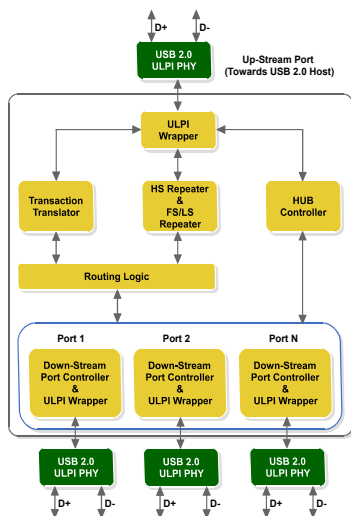 D+ D-
USB 2.0
ULPI PHY
Up-Stream Port
(Towards USB 2.0 Host)
ULPI
Wrapper
Transaction
Translator
HS Repeater
&
FS/LS
Repeater
HUB
Controller
Routing Logic
Port 1
Port 2
Port N
Down-Stream
Port Controller
&
ULPI Wrapper
Down-Stream
Port Controller
&
ULPI Wrapper
Down-Stream
Port Controller
&
ULPI Wrapper
USB 2.0
ULPI PHY
USB 2.0
ULPI PHY
USB 2.0
ULPI PHY
D+ D-
D+ D-
D+ D-